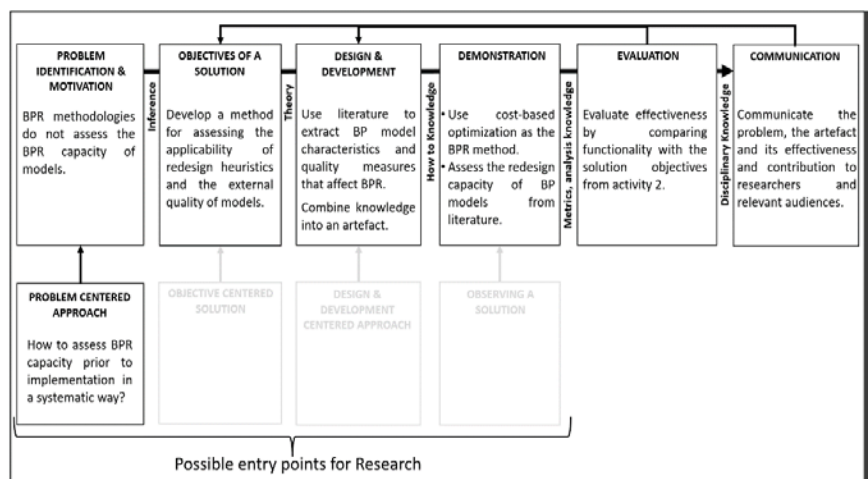 PROBLEM
IDENTIFICATION &
MOTIVATION
BPR methodologies
do not assess the
BPR capacity of
models.
Inference
OBJECTIVES OF A
SOLUTION
Develop a method
for assessing the
applicability of
redesign heuristics
and the external
quality of models.
Theory
DESIGN &
DEVELOPMENT
Use literature to
extract BP model
characteristics and
quality measures
that affect BPR.
Combine knowledge
into an artefact.
How to Knowledge
DEMONSTRATION
• Use cost-based
optimization as the
BPR method.
• Assess the redesign
capacity of BP
models from
literature.
Metrics, analysis knowledge
EVALUATION
Evaluate effectiveness
by comparing
functionality with the
solution objectives
from activity 2.
Disciplinary Knowledge
COMMUNICATION
Communicate the
problem, the artefact
and its effectiveness
and contribution to
researchers and
relevant audiences.
PROBLEM CENTERED
APPROACH
How to assess BPR
capacity prior to
implementation in
a systematic way?
OBJECTIVE CENTERED
SOLUTION
DESIGN &
DEVELOPMENT
CENTERED APPROACH
OBSERVING A
SOLUTION
Possible entry points for Research